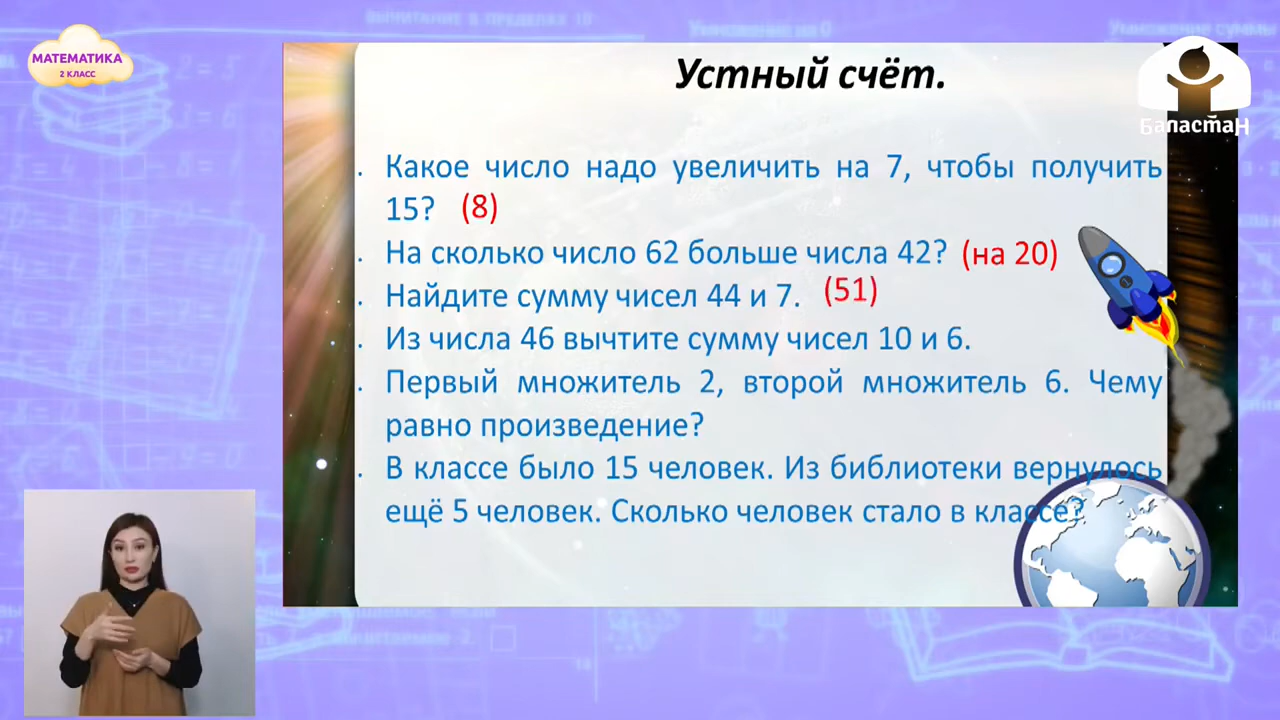 МАТЕМАТИКА
2 КЛАСС
Баластан
Устный счёт.
Какое число надо увеличить на 7, чтобы получить
15? (8)
На сколько число 62 больше числа 42? (на 20)
Найдите сумму чисел 44 и 7. (51)
Из числа 46 вычтите сумму чисел 10 и 6.
Первый множитель 2, второй множитель 6. Чему
равно произведение?
В классе было 15 человек. Из библиотеки вернулось
ещё 5 человек. Сколько человек стало в классе?